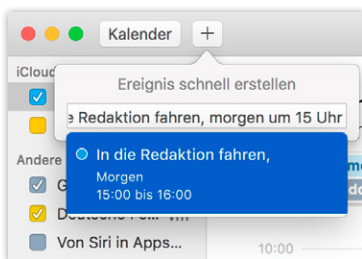 Kalender +
iCloud
Ereignis schnell erstellen
Redaktion fahren, morgen um 15 Uhr
In die Redaktion fahren,
Morgen
15:00 bis 16:00
Andere
G
Von Siri in Apps...
10:00